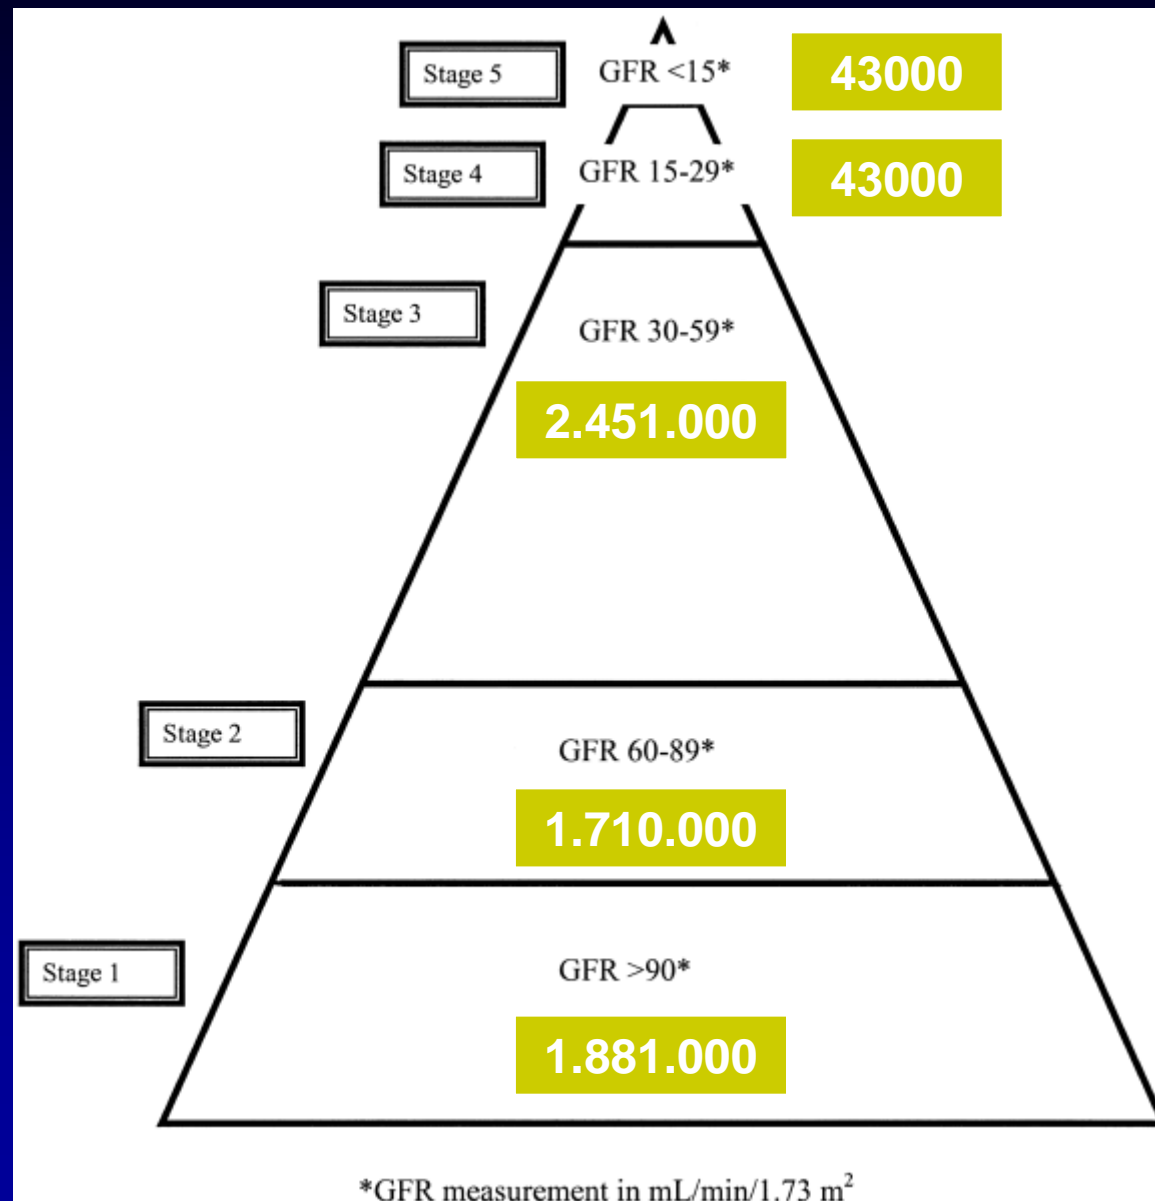 Stage 5
GFR <15*
43000
Stage 4
GFR 15-29*
43000
Stage 3
GFR 30-59*
2.451.000
Stage 2
GFR 60-89*
1.710.000
Stage 1
GFR >90*
1.881.000
*GFR measurement in mL/min/1.73 m²